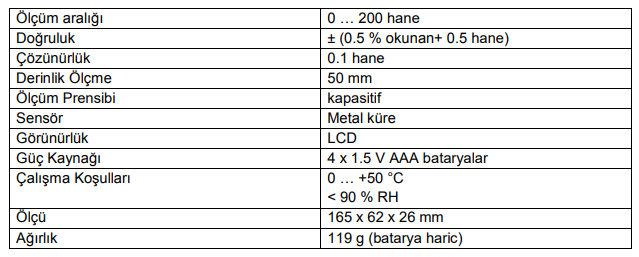 Ölçüm aralığı 0 … 200 hane
Doğruluk ± (0.5 % okunan+ 0.5 hane)
Çözünürlük 0.1 hane
Derinlik Ölçme 50 mm
Ölçüm Prensibi kapasitif
Sensör Metal küre
Görünürlük LCD
Güç Kaynağı 4 x 1.5 V AAA bataryalar
Çalışma Koşulları 0 … +50 °C
< 90 % RH
Ölçü 165 x 62 x 26 mm
Ağırlık 119 g (batarya haric)